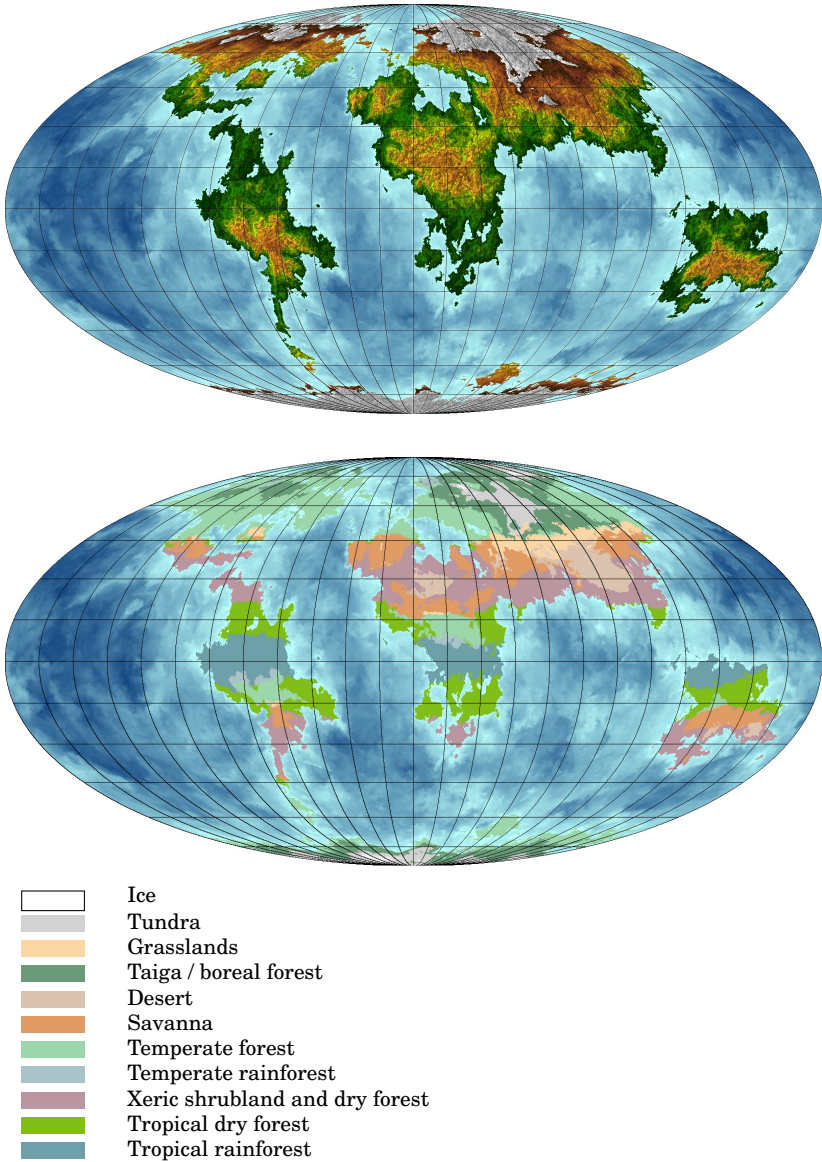 Ice
Tundra
Grasslands
Taiga / boreal forest
Desert
Savanna
Temperate forest
Temperate rainforest
Xeric shrubland and dry forest
Tropical dry forest
Tropical rainforest